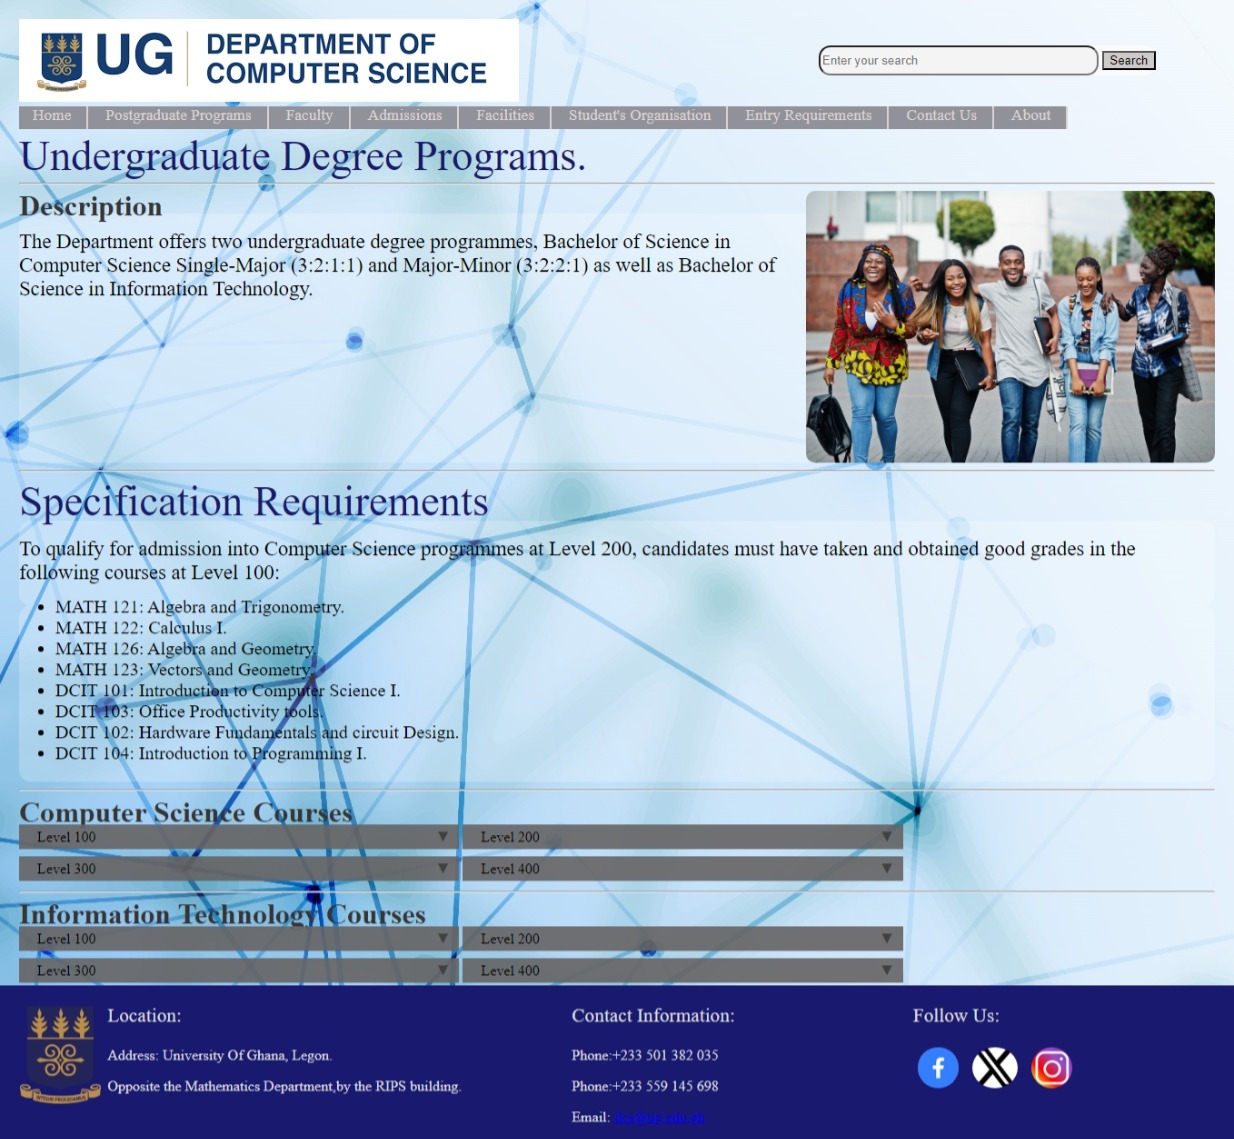 UG
DEPARTMENT OF
COMPUTER SCIENCE
Enter your search
Search
Home
Postgraduate Programs
Faculty
Admissions
Facilities
Student's Organisation
Entry Requirements
Contact Us
About
Undergraduate Degree Programs.
Description
The Department offers two undergraduate degree programmes, Bachelor of Science in
Computer Science Single-Major (3:2:1:1) and Major-Minor (3:2:2:1) as well as Bachelor of
Science in Information Technology.
Specification Requirements
To qualify for admission into Computer Science programmes at Level 200, candidates must have taken and obtained good grades in the
following courses at Level 100:
MATH 121: Algebra and Trigonometry.
MATH 122: Calculus I.
MATH 126: Algebra and Geometry.
MATH 123: Vectors and Geometry.
DCIT 101: Introduction to Computer Science I.
DCIT 103: Office Productivity tools.
DCIT 102: Hardware Fundamentals and circuit Design.
DCIT 104: Introduction to Programming I.
Computer Science Courses
Level 100
Level 200
Level 300
Level 400
Information Technology Courses
Level 100
Level 200
Level 300
Level 400
Location:
Address: University Of Ghana, Legon.
Opposite the Mathematics Department,by the RIPS building.
Contact Information:
Phone:+233 501 382 035
Phone:+233 559 145 698
Email:
Follow Us: